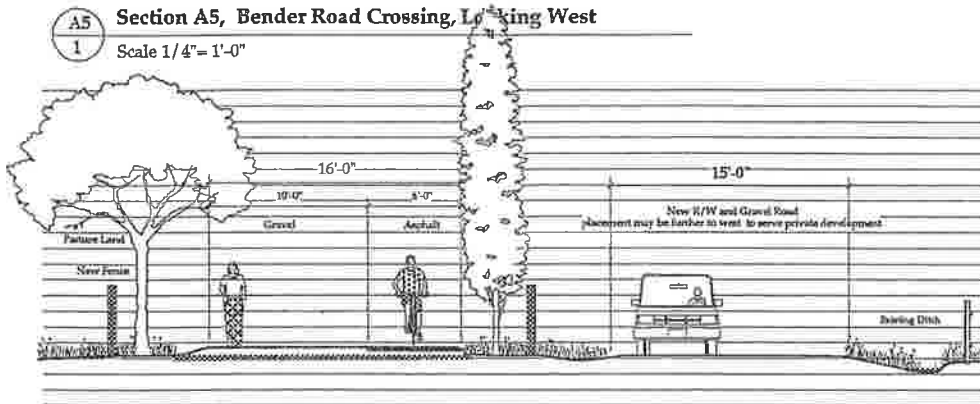 A5
1
Section A5, Bender Road Crossing, Looking West
Scale 1/4"= 1'-0"
16'-0"
15'-0"
10'-0"
6'-0"
New R/W and Gravel Road
placement may be further to west to serve private development
Gravel
Asphalt
Pasture Land
New Fence
Existing Ditch